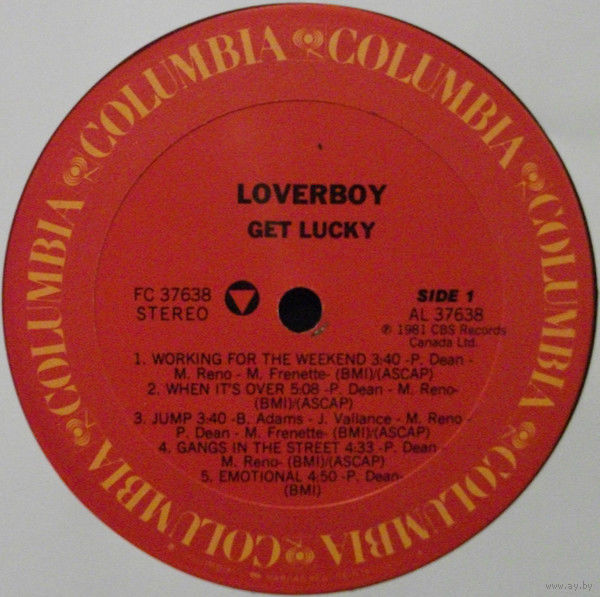 COLUMBIA COLUMBIA COLUMBIA COLUMBIA COLUMBIA COLUMBIA
LOVERBOY
GET LUCKY
FC 37638
STEREO
SIDE 1
AL 37638
℗ 1981 CBS Records
Canada Ltd.
1. WORKING FOR THE WEEKEND 3:40 -P. Dean -
M. Reno - M. Frenette- (BMI)/(ASCAP)
2. WHEN IT'S OVER 5:08 -P. Dean - M. Reno-
(BMI)/(ASCAP)
3. JUMP 3:40 -B. Adams - J. Vallance - M. Reno -
P. Dean - M. Frenette- (BMI)/(ASCAP)
4. GANGS IN THE STREET 4:33 -P. Dean
M. Reno- (BMI)/(ASCAP)
5. EMOTIONAL 4:50 -P. Dean-
(BMI)
www.ay.by